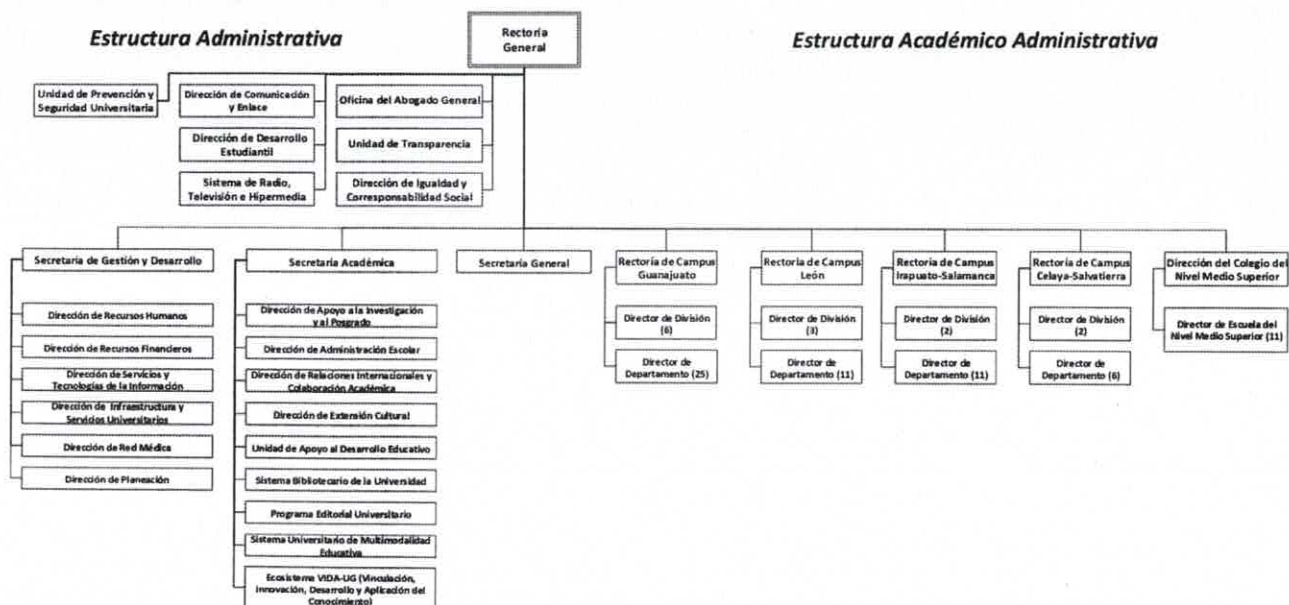 Estructura Administrativa
Rectoría
General
Estructura Académico Administrativa
Unidad de Prevención y
Seguridad Universitaria
Dirección de Comunicación
y Enlace
Oficina del Abogado General
Dirección de Desarrollo
Estudiantil
Unidad de Transparencia
Sistema de Radio,
Televisión e Hipermedia
Dirección de Igualdad y
Corresponsabilidad Social
Secretaría de Gestión y Desarrollo
Dirección de Recursos Humanos
Dirección de Recursos Financieros
Dirección de Servicios y
Tecnologías de la Información
Dirección de Infraestructura y
Servicios Universitarios
Dirección de Red Médica
Dirección de Planeación
Secretaría Académica
Dirección de Apoyo a la Investigación
y al Posgrado
Dirección de Administración Escolar
Dirección de Relaciones Internacionales y
Colaboración Académica
Dirección de Extensión Cultural
Unidad de Apoyo al Desarrollo Educativo
Sistema Bibliotecario de la Universidad
Programa Editorial Universitario
Sistema Universitario de Multimodalidad
Educativa
Ecosistema VIDA-UG (Vinculación,
Innovación, Desarrollo y Aplicación del
Conocimiento)
Secretaría General
Rectoría de Campus
Guanajuato
Director de División
(6)
Director de
Departamento (25)
Rectoría de Campus
León
Director de División
(3)
Director de
Departamento (11)
Rectoría de Campus
Irapuato-Salamanca
Director de División
(2)
Director de
Departamento (11)
Rectoría de Campus
Celaya-Salvatierra
Director de División
(2)
Director de
Departamento (6)
Dirección del Colegio del
Nivel Medio Superior
Director de Escuela del
Nivel Medio Superior (11)